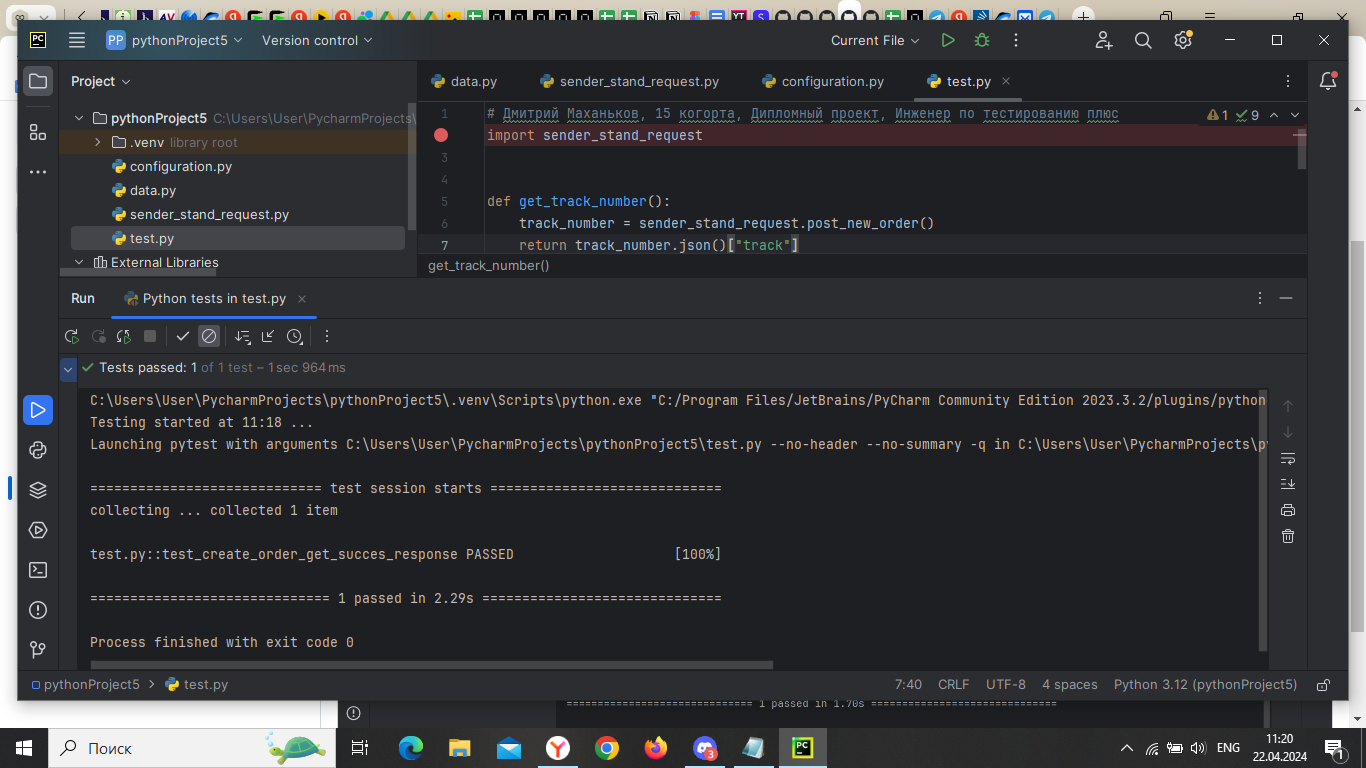 PP pythonProject5 Version control Current File
Project
data.py sender_stand_request.py configuration.py test.py
pythonProject5 C:\Users\User\PycharmProjects\
.venv library root
configuration.py
data.py
sender_stand_request.py
test.py
External Libraries
1 # Дмитрий Маханьков, 15 когорта, Дипломный проект, Инженер по тестированию плюс
1 9
import sender_stand_request
3
4
5 def get_track_number():
6 track_number = sender_stand_request.post_new_order()
7 return track_number.json()["track"]
get_track_number()
Run Python tests in test.py
Tests passed: 1 of 1 test – 1 sec 964 ms
C:\Users\User\PycharmProjects\pythonProject5\.venv\Scripts\python.exe "C:/Program Files/JetBrains/PyCharm Community Edition 2023.3.2/plugins/python
Testing started at 11:18 ...
Launching pytest with arguments C:\Users\User\PycharmProjects\pythonProject5\test.py --no-header --no-summary -q in C:\Users\User\PycharmProjects\py
============================= test session starts =============================
collecting ... collected 1 item
test.py::test_create_order_get_succes_response PASSED [100%]
============================== 1 passed in 2.29s ==============================
Process finished with exit code 0
pythonProject5 test.py 7:40 CRLF UTF-8 4 spaces Python 3.12 (pythonProject5)
============================== 1 passed in 1.70s ==============================
Поиск
3
PC
ENG
11:20
22.04.2024
1